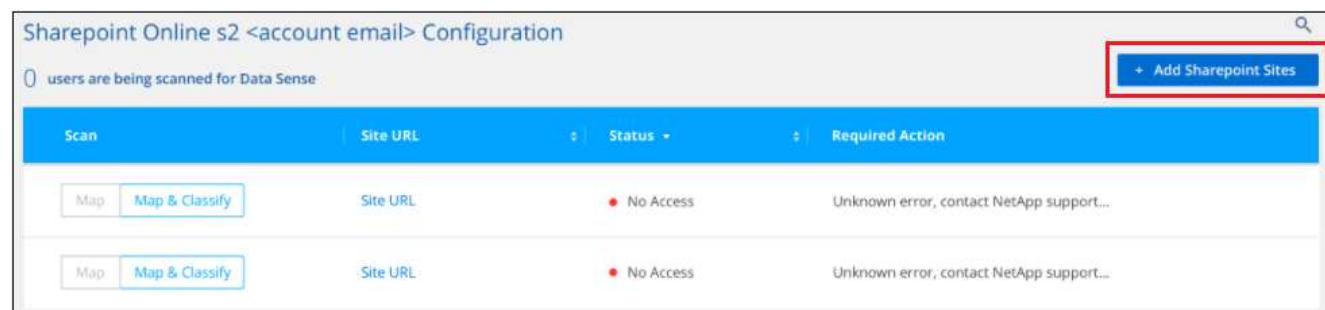 Sharepoint Online s2 <account email> Configuration
0 users are being scanned for Data Sense
+ Add Sharepoint Sites
Scan Site URL Status Required Action
Map Map & Classify Site URL No Access Unknown error, contact NetApp support...
Map Map & Classify Site URL No Access Unknown error, contact NetApp support...